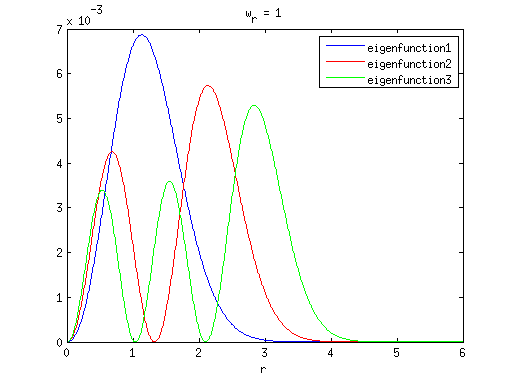 ω_r = 1
7 x 10^-3
6
5
4
3
2
1
0
0 1 2 3 4 5 6
r
eigenfunction1
eigenfunction2
eigenfunction3